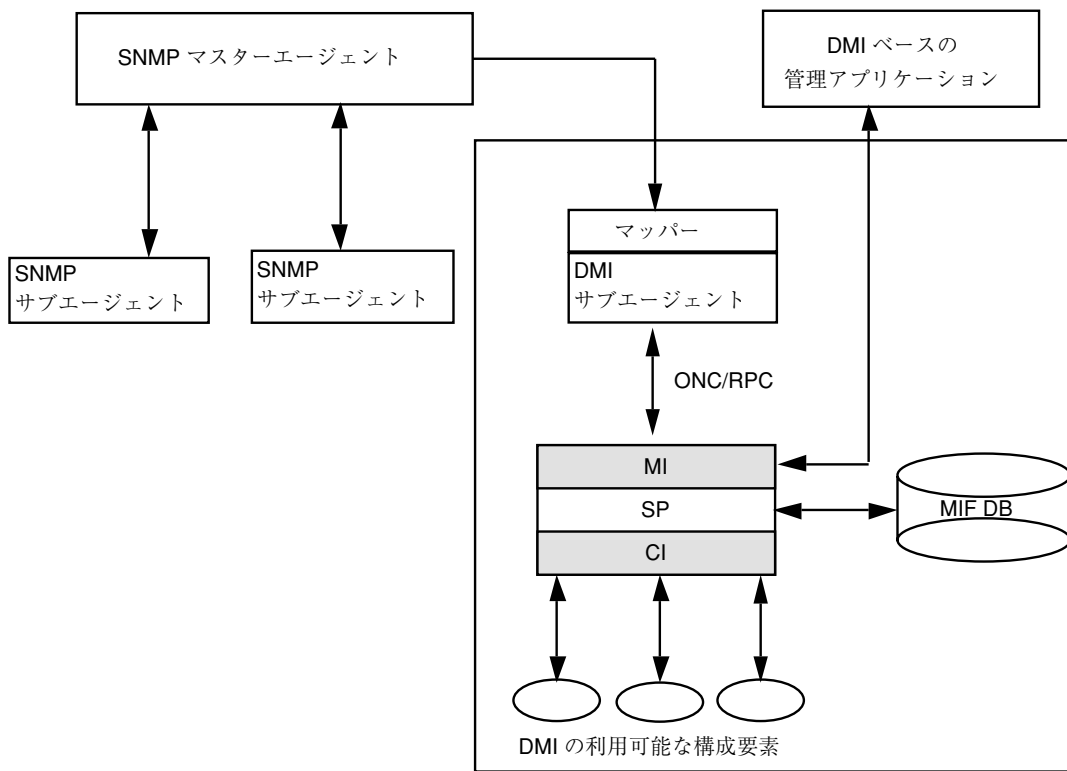 SNMP マスターエージェント
DMI ベースの
管理アプリケーション
マッパー
SNMP
サブエージェント
SNMP
サブエージェント
DMI
サブエージェント
ONC/RPC
MI
SP
MIF DB
CI
DMI の利用可能な構成要素